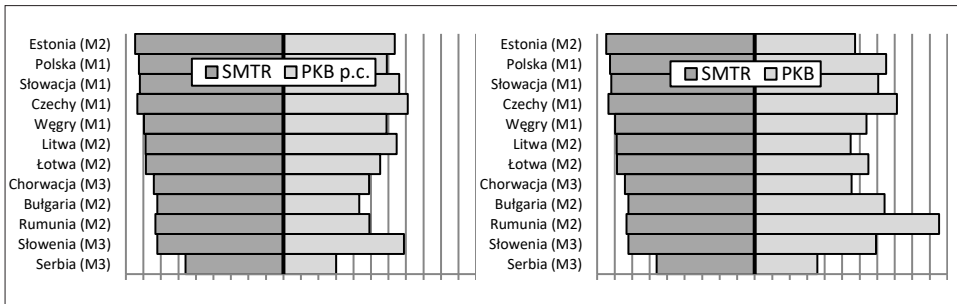 Estonia (M2)
Polska (M1)
Słowacja (M1)
Czechy (M1)
Węgry (M1)
Litwa (M2)
Łotwa (M2)
Chorwacja (M3)
Bułgaria (M2)
Rumunia (M2)
Słowenia (M3)
Serbia (M3)
SMTR PKB p.c.
Estonia (M2)
Polska (M1)
Słowacja (M1)
Czechy (M1)
Węgry (M1)
Litwa (M2)
Łotwa (M2)
Chorwacja (M3)
Bułgaria (M2)
Rumunia (M2)
Słowenia (M3)
Serbia (M3)
SMTR PKB